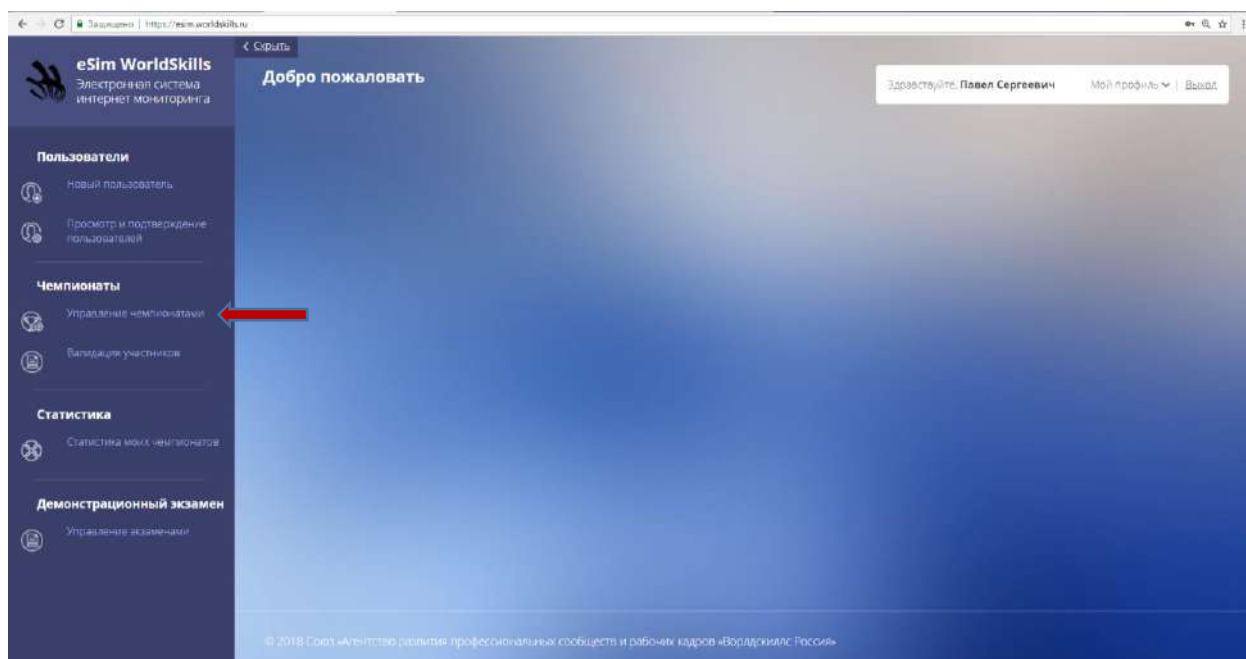 Защищено | https://esim.worldskills.ru
Скрыть
eSim WorldSkills
Электронная система
интернет мониторинга
Добро пожаловать
Здравствуйте, Павел Сергеевич Мой профиль | Выход
Пользователи
Новый пользователь
Просмотр и подтверждение
пользователей
Чемпионаты
Управление чемпионатами
Валидация участников
Статистика
Статистика моих чемпионатов
Демонстрационный экзамен
Управление экзаменами
© 2018 Союз «Агентство развития профессиональных сообществ и рабочих кадров «Ворлдскиллс Россия»